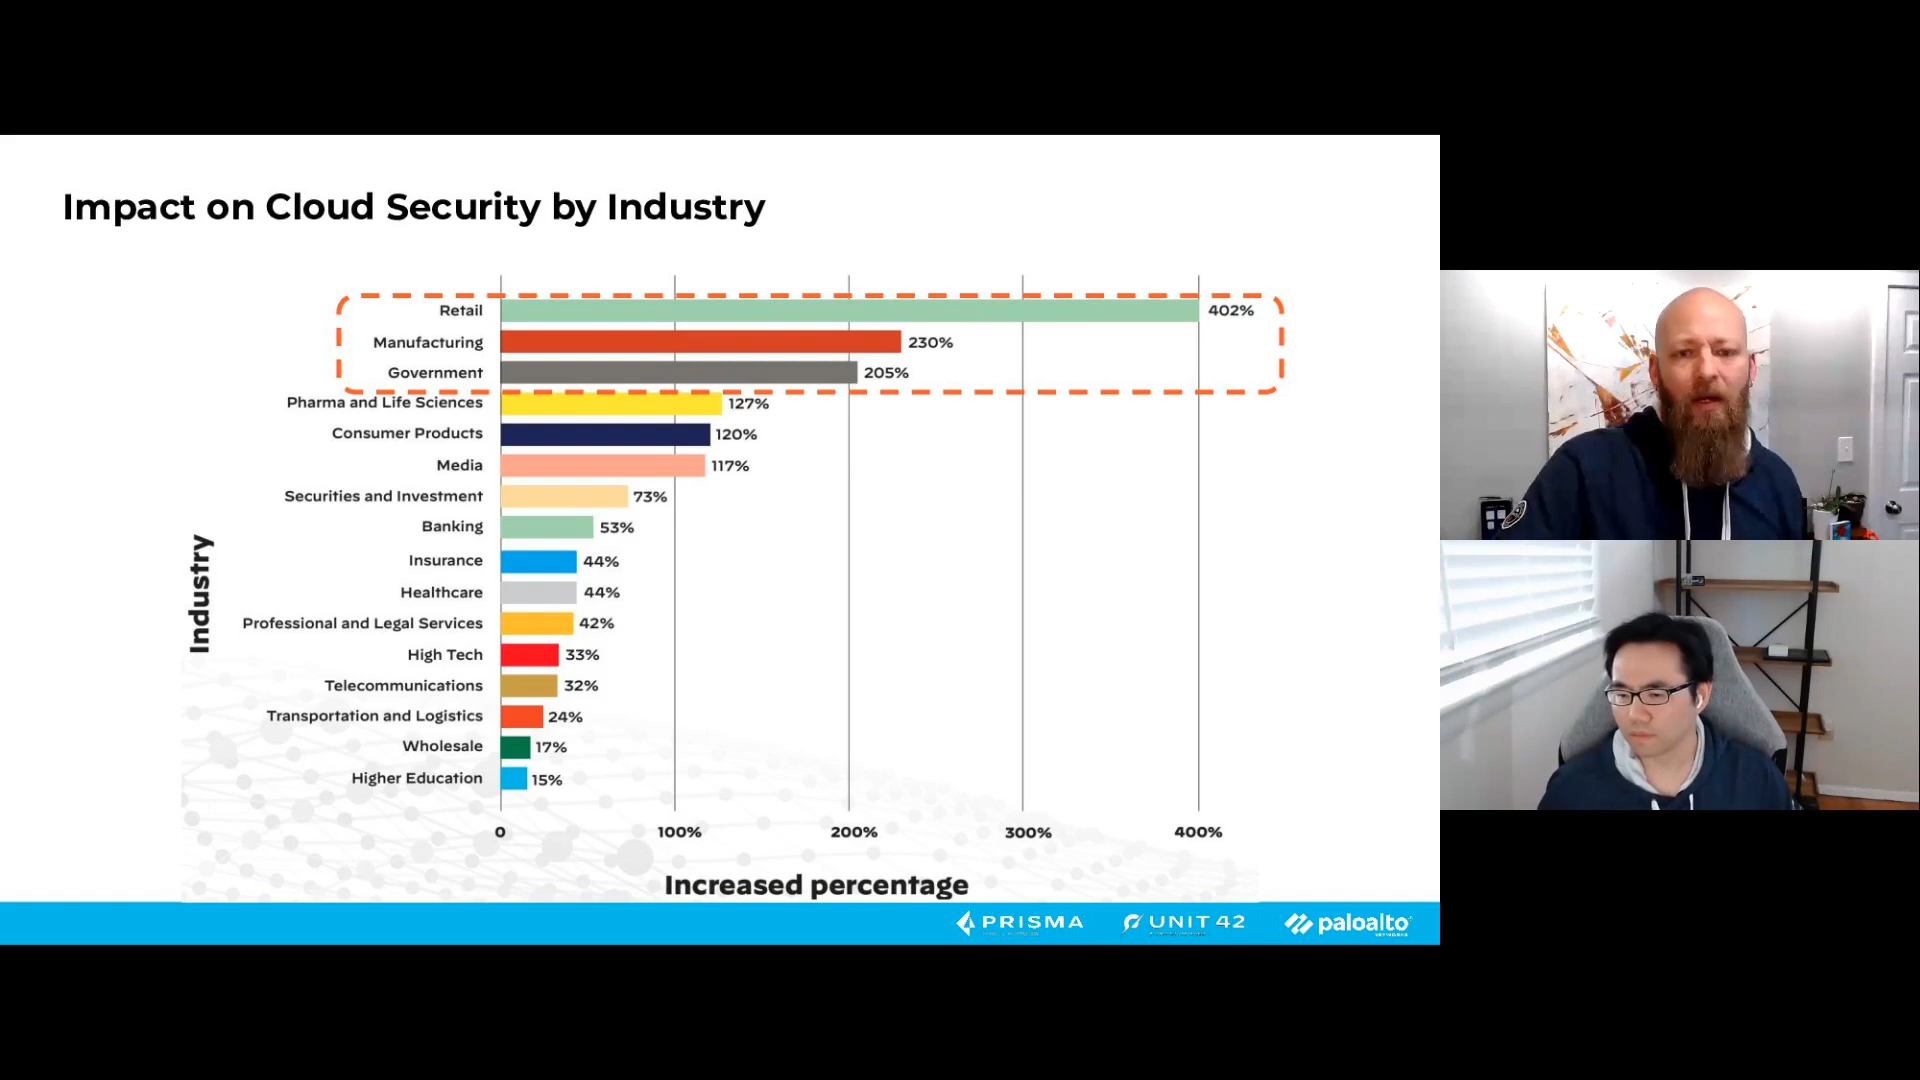 Impact on Cloud Security by Industry
Retail 402%
Manufacturing 230%
Government 205%
Pharma and Life Sciences 127%
Consumer Products 120%
Media 117%
Securities and Investment 73%
Banking 53%
Insurance 44%
Healthcare 44%
Professional and Legal Services 42%
High Tech 33%
Telecommunications 32%
Transportation and Logistics 24%
Wholesale 17%
Higher Education 15%
Industry
0 100% 200% 300% 400%
Increased percentage
PRISMA UNIT 42 paloalto
NETWORKS